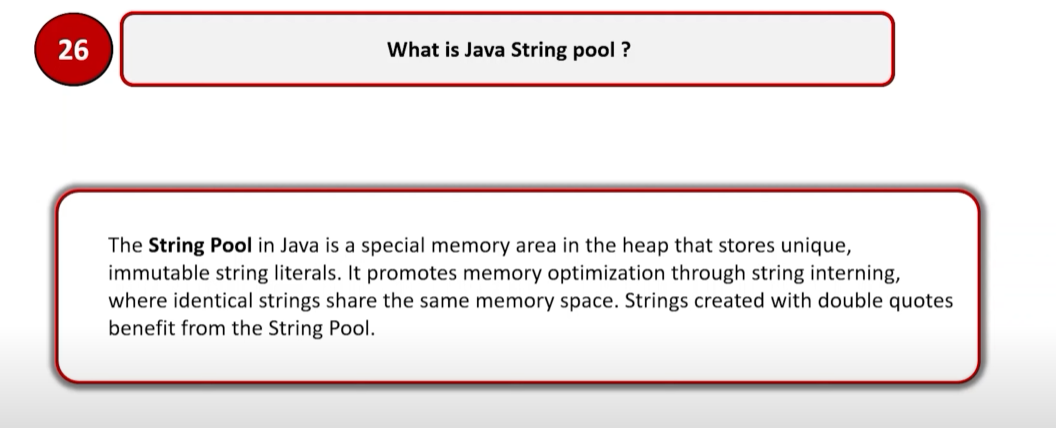 26
What is Java String pool ?
The String Pool in Java is a special memory area in the heap that stores unique,
immutable string literals. It promotes memory optimization through string interning,
where identical strings share the same memory space. Strings created with double quotes
benefit from the String Pool.